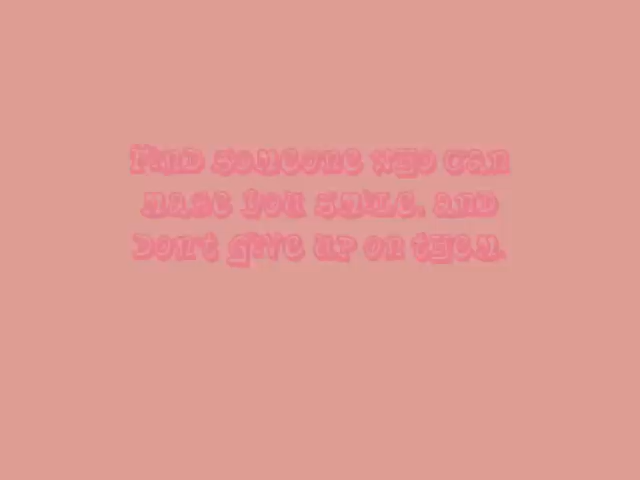 Find someone who can
make you smile, and
don't give up on them.